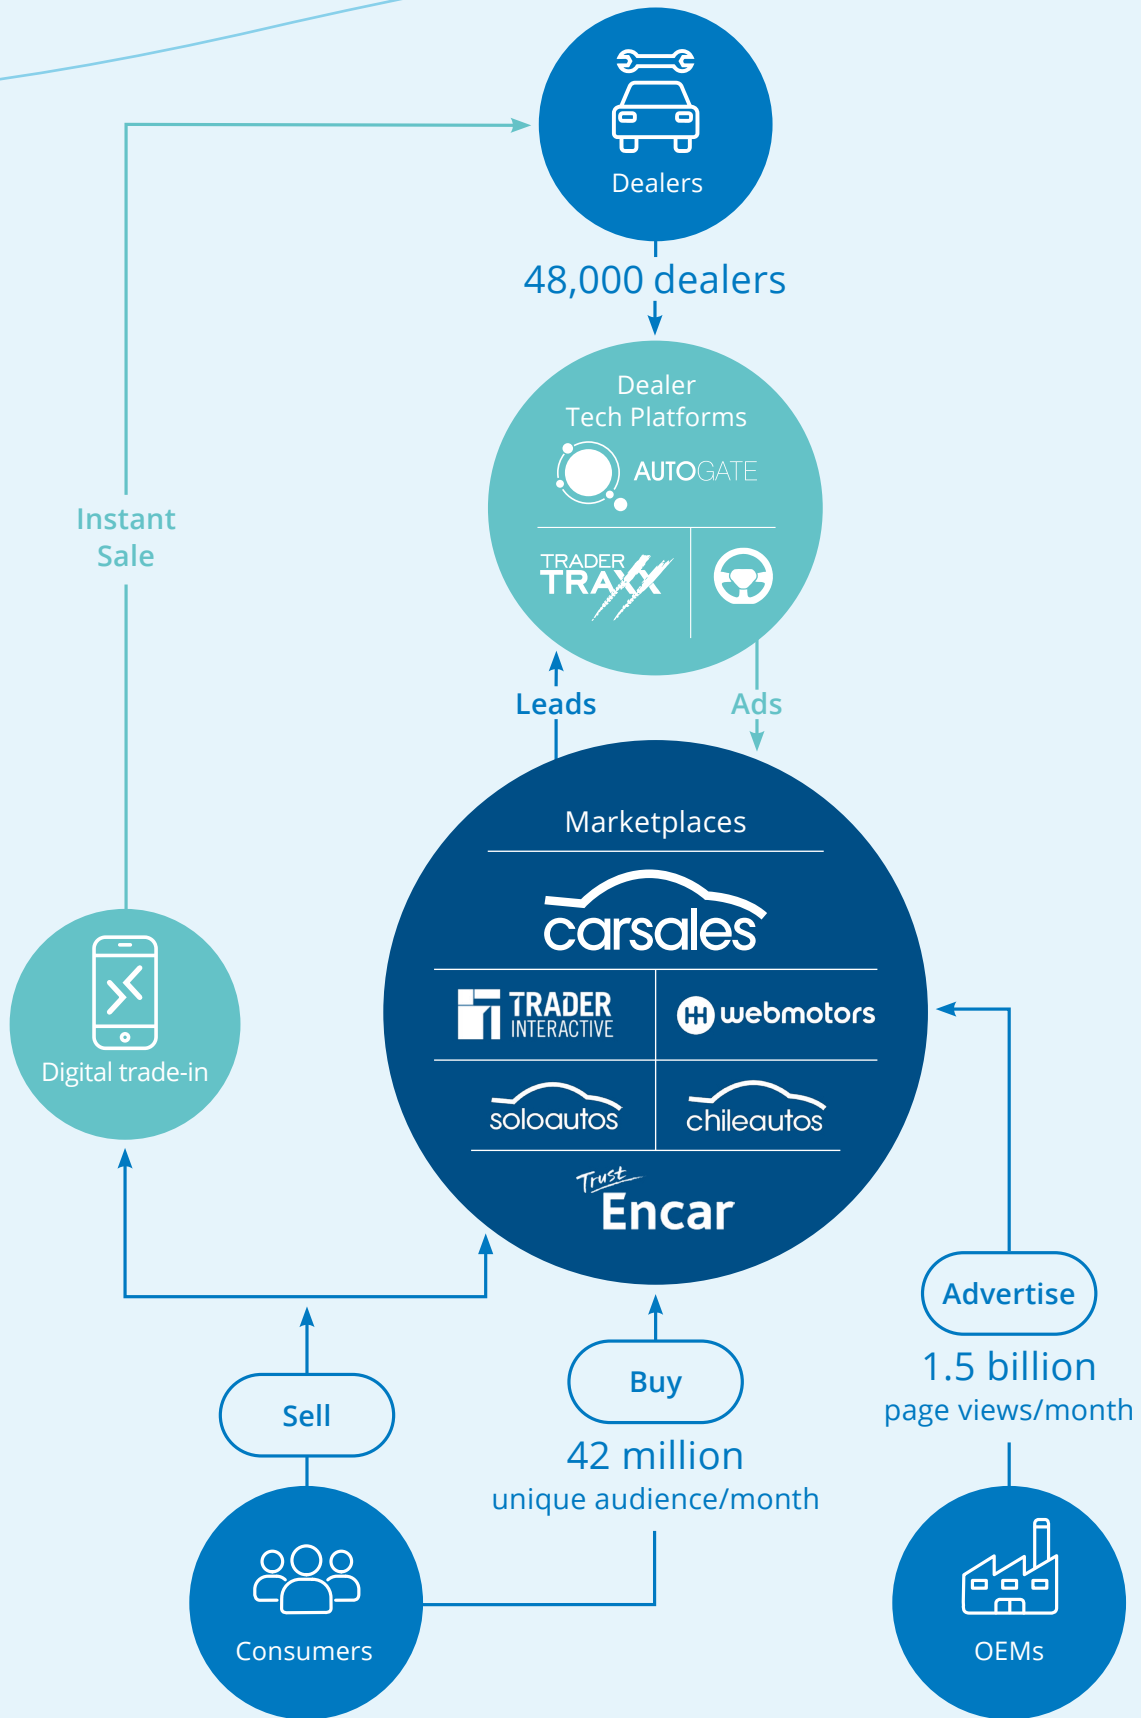 Dealers
48,000 dealers
Dealer
Tech Platforms
AUTOGATE
TRADER
TRAXX
Instant
Sale
Leads
Ads
Marketplaces
carsales
TRADER
INTERACTIVE
webmotors
soloautos
chileautos
Trust
Encar
Digital trade-in
Advertise
1.5 billion
page views/month
Buy
42 million
unique audience/month
Sell
Consumers
OEMs